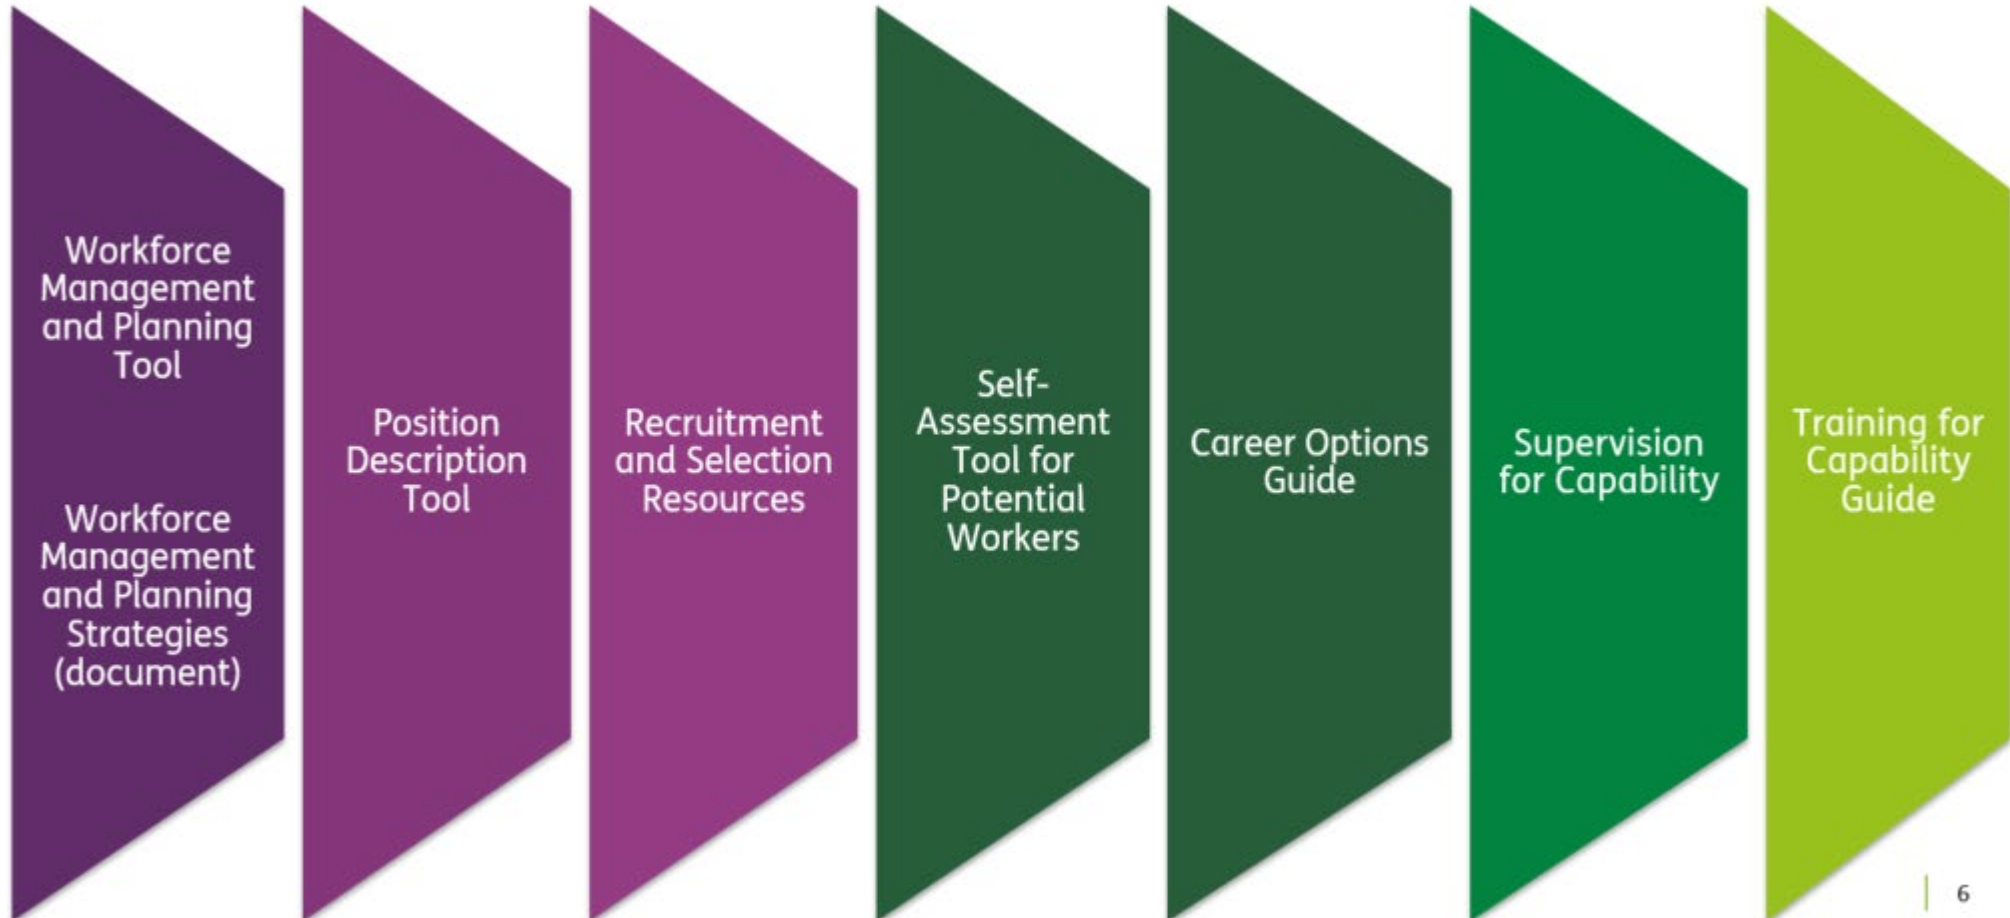 Workforce
Management
and Planning
Tool
Workforce
Management
and Planning
Strategies
(document)
Position
Description
Tool
Recruitment
and Selection
Resources
Self-
Assessment
Tool for
Potential
Workers
Career Options
Guide
Supervision
for Capability
Training for
Capability
Guide
6